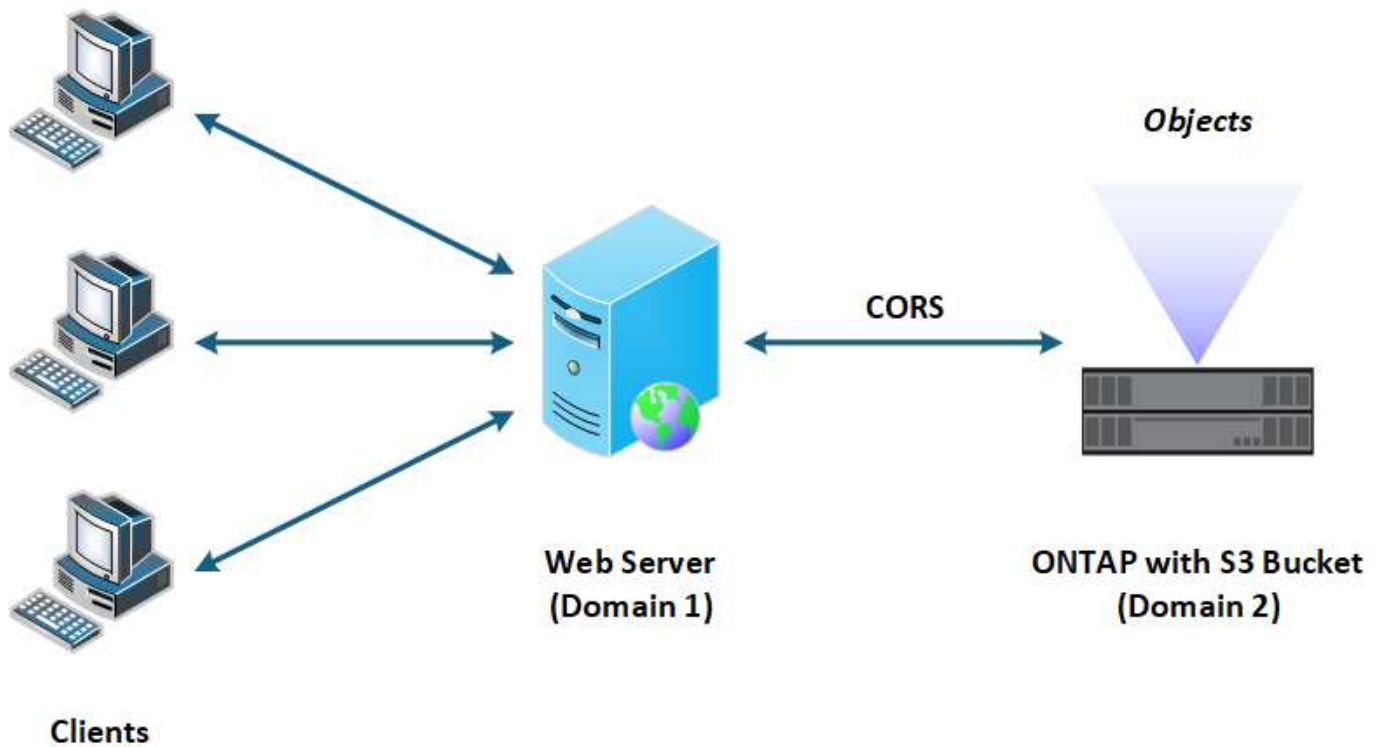 Objects
CORS
Web Server
(Domain 1)
ONTAP with S3 Bucket
(Domain 2)
Clients